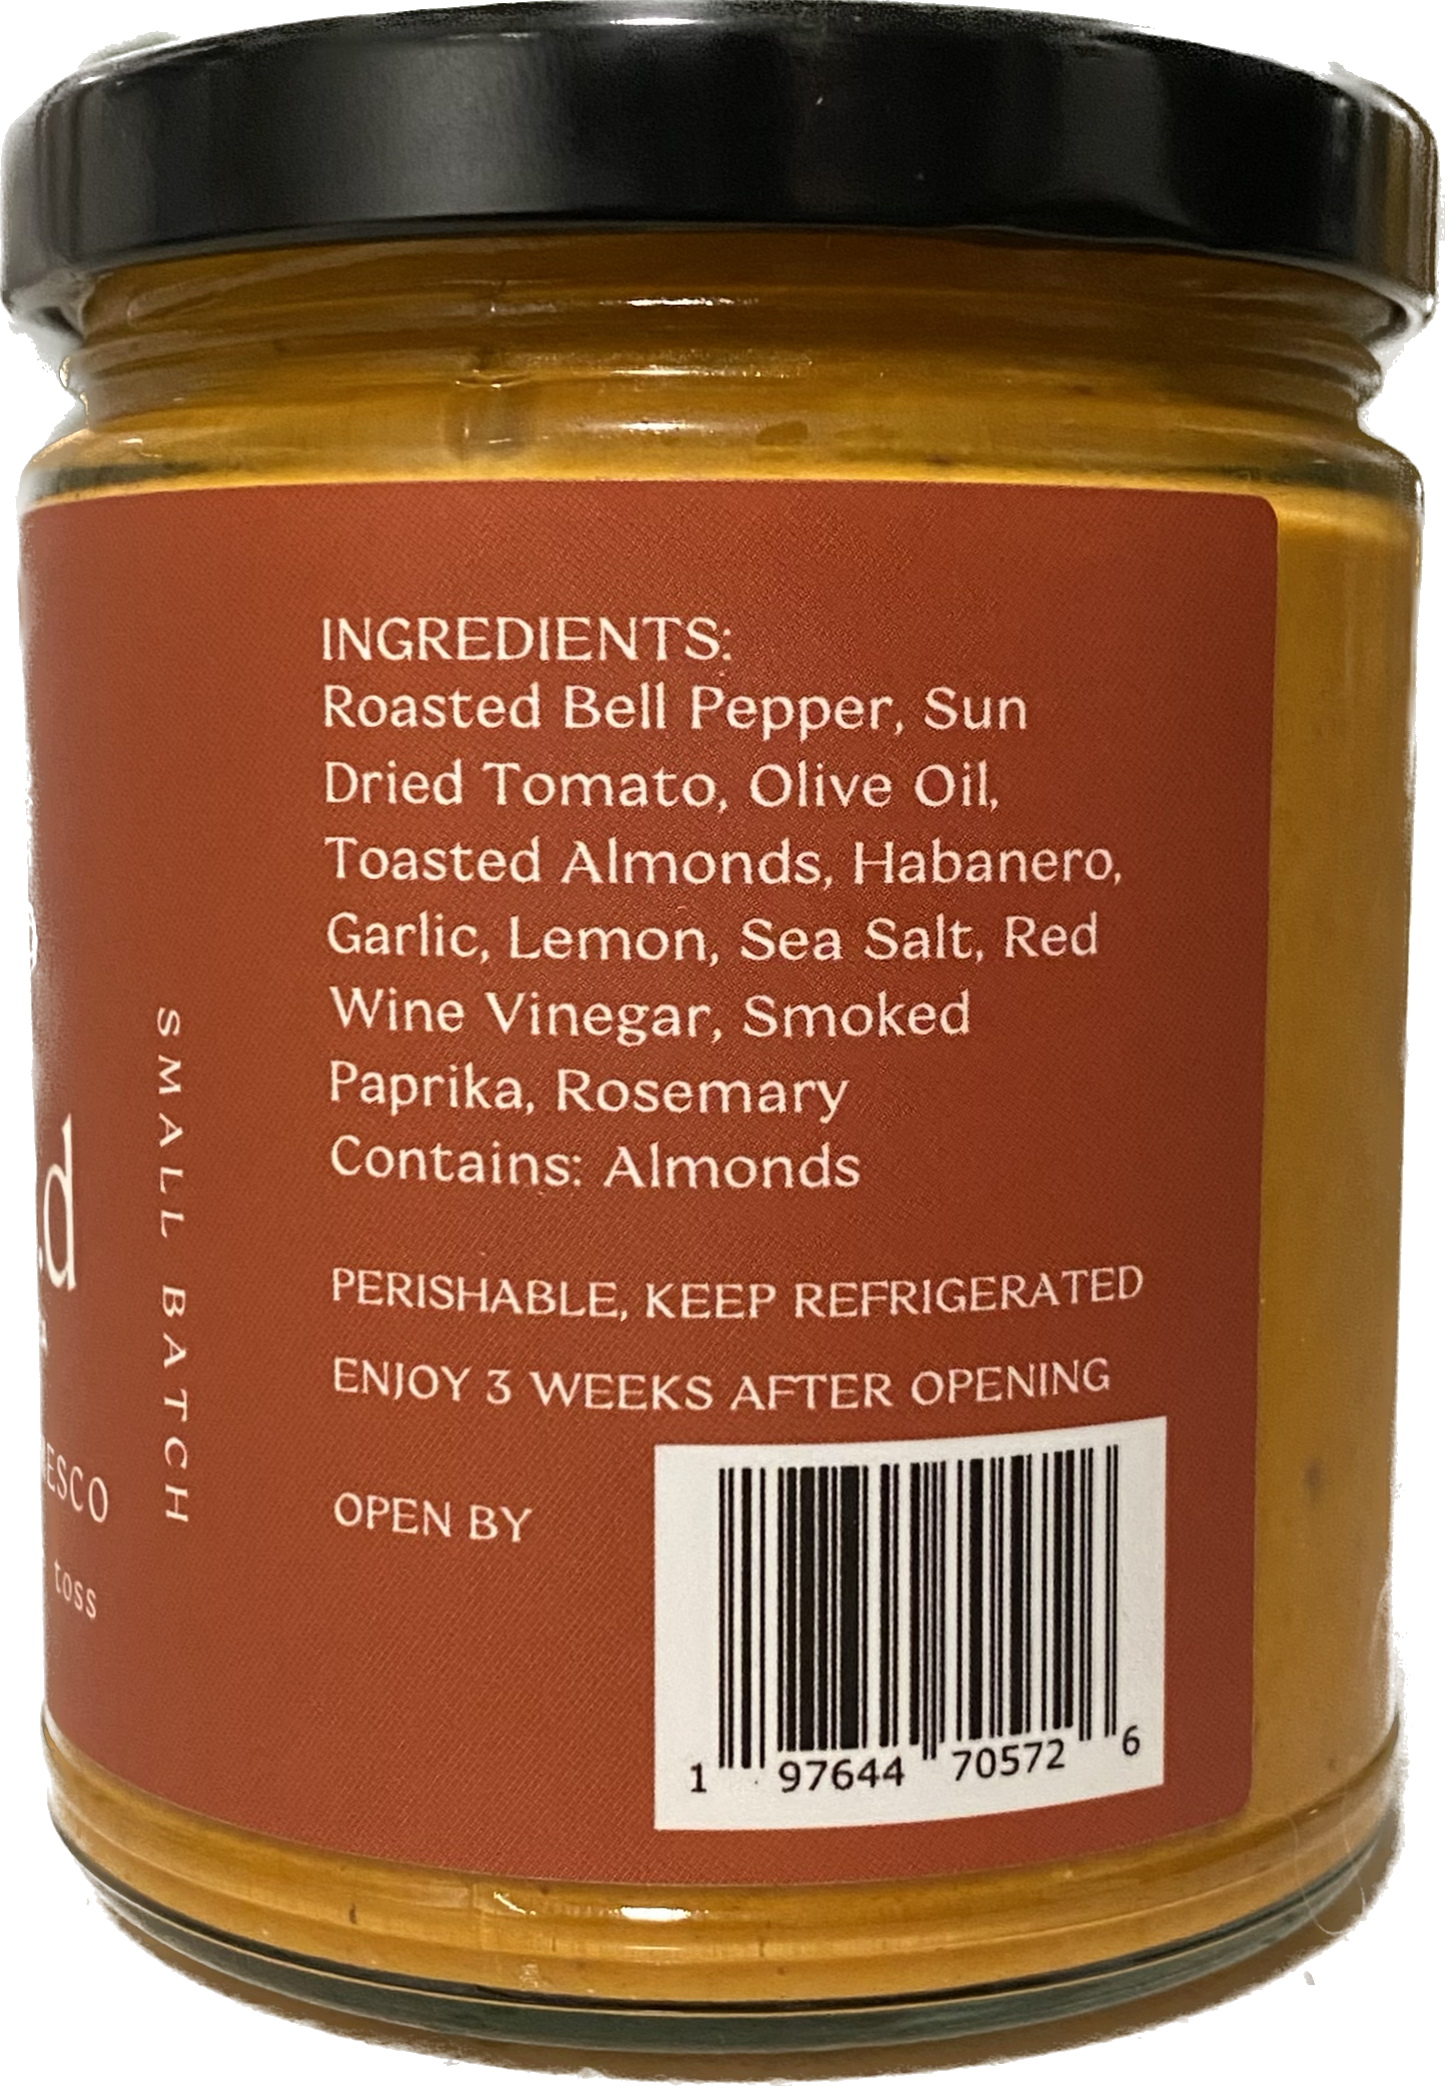 INGREDIENTS:
Roasted Bell Pepper, Sun
Dried Tomato, Olive Oil,
Toasted Almonds, Habanero,
Garlic, Lemon, Sea Salt, Red
Wine Vinegar, Smoked
Paprika, Rosemary
Contains: Almonds
PERISHABLE, KEEP REFRIGERATED
ENJOY 3 WEEKS AFTER OPENING
OPEN BY
1 97644 70572 6
SMALL BATCH
toss